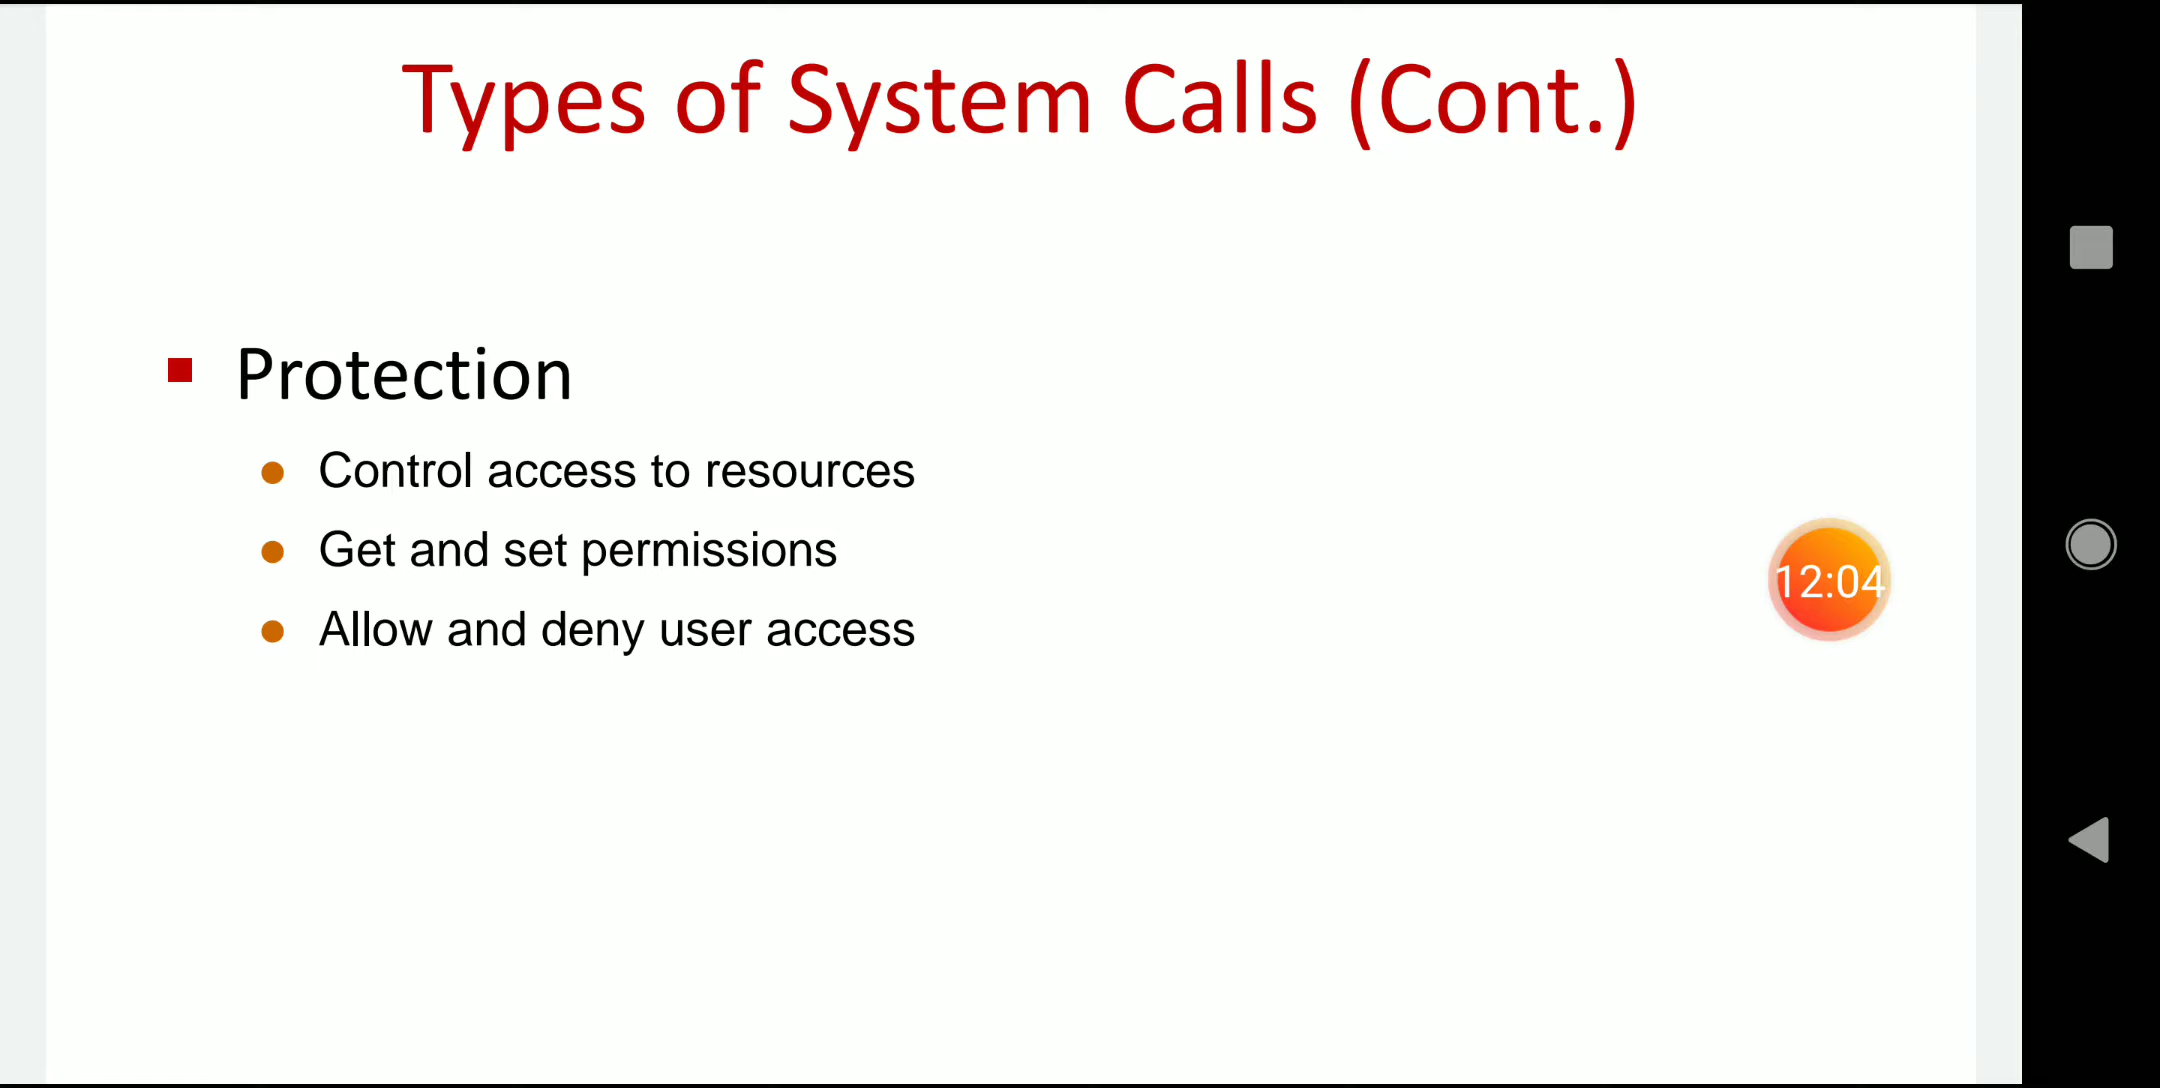 Types of System Calls (Cont.)
Protection
Control access to resources
Get and set permissions
12:04
Allow and deny user access